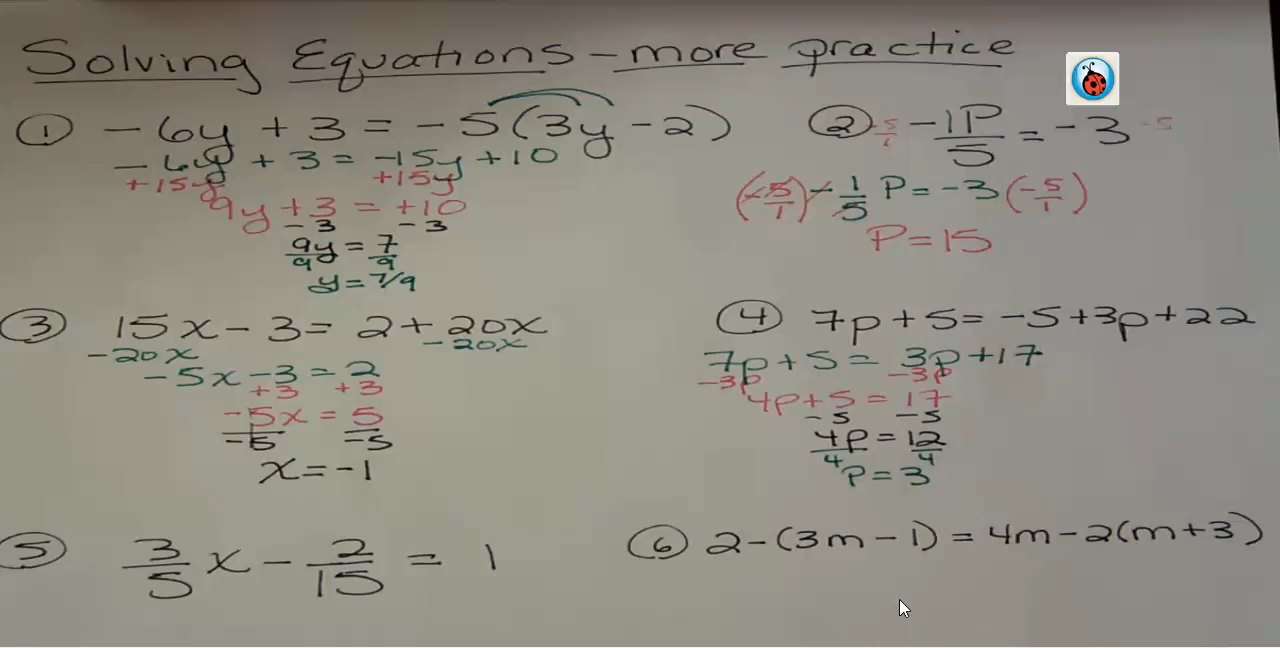 Solving Equations - more practice
① -6y + 3 = -5(3y - 2)
-6y + 3 = -15y + 10
+15y +15y
9y + 3 = +10
-3 -3
9y/9 = 7/9
y = 7/9
② -5/1 -1P/5 = -3 · -5
(-5/1) -1/5 P = -3 (-5/1)
P = 15
③ 15x - 3 = 2 + 20x
-20x -20x
-5x - 3 = 2
+3 +3
-5x/-5 = 5/-5
x = -1
④ 7p + 5 = -5 + 3p + 22
7p + 5 = 3p + 17
-3p -3p
4p + 5 = 17
-5 -5
4p/4 = 12/4
P = 3
⑤ 3/5 x - 2/15 = 1
⑥ 2 - (3m - 1) = 4m - 2(m + 3)